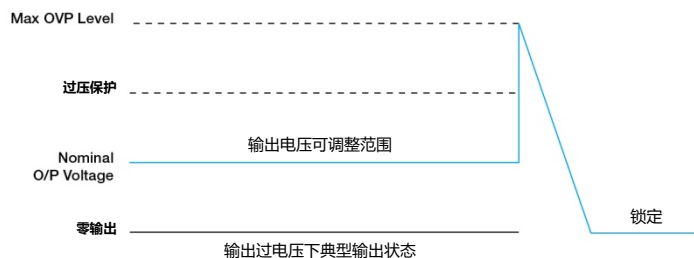 Max OVP Level
过压保护
输出电压可调整范围
Nominal
O/P Voltage
锁定
零输出
输出过电压下典型输出状态